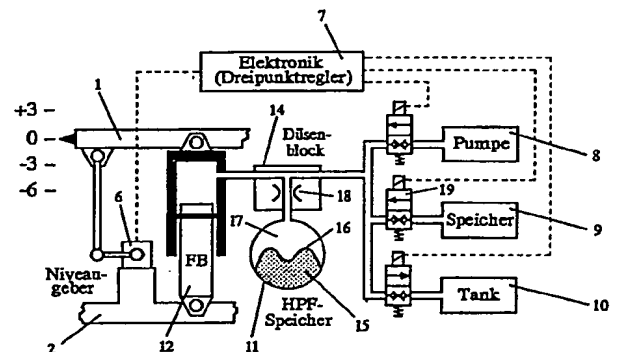 7
Elektronik
(Dreipunktregler)
1
+3 –
0
-3 –
-6 –
14
Düsen-
block
Pumpe
8
18
19
6
17
16
Speicher
9
Niveau-
geber
FB
HPF-
Speicher
Tank
10
2
12
11
15